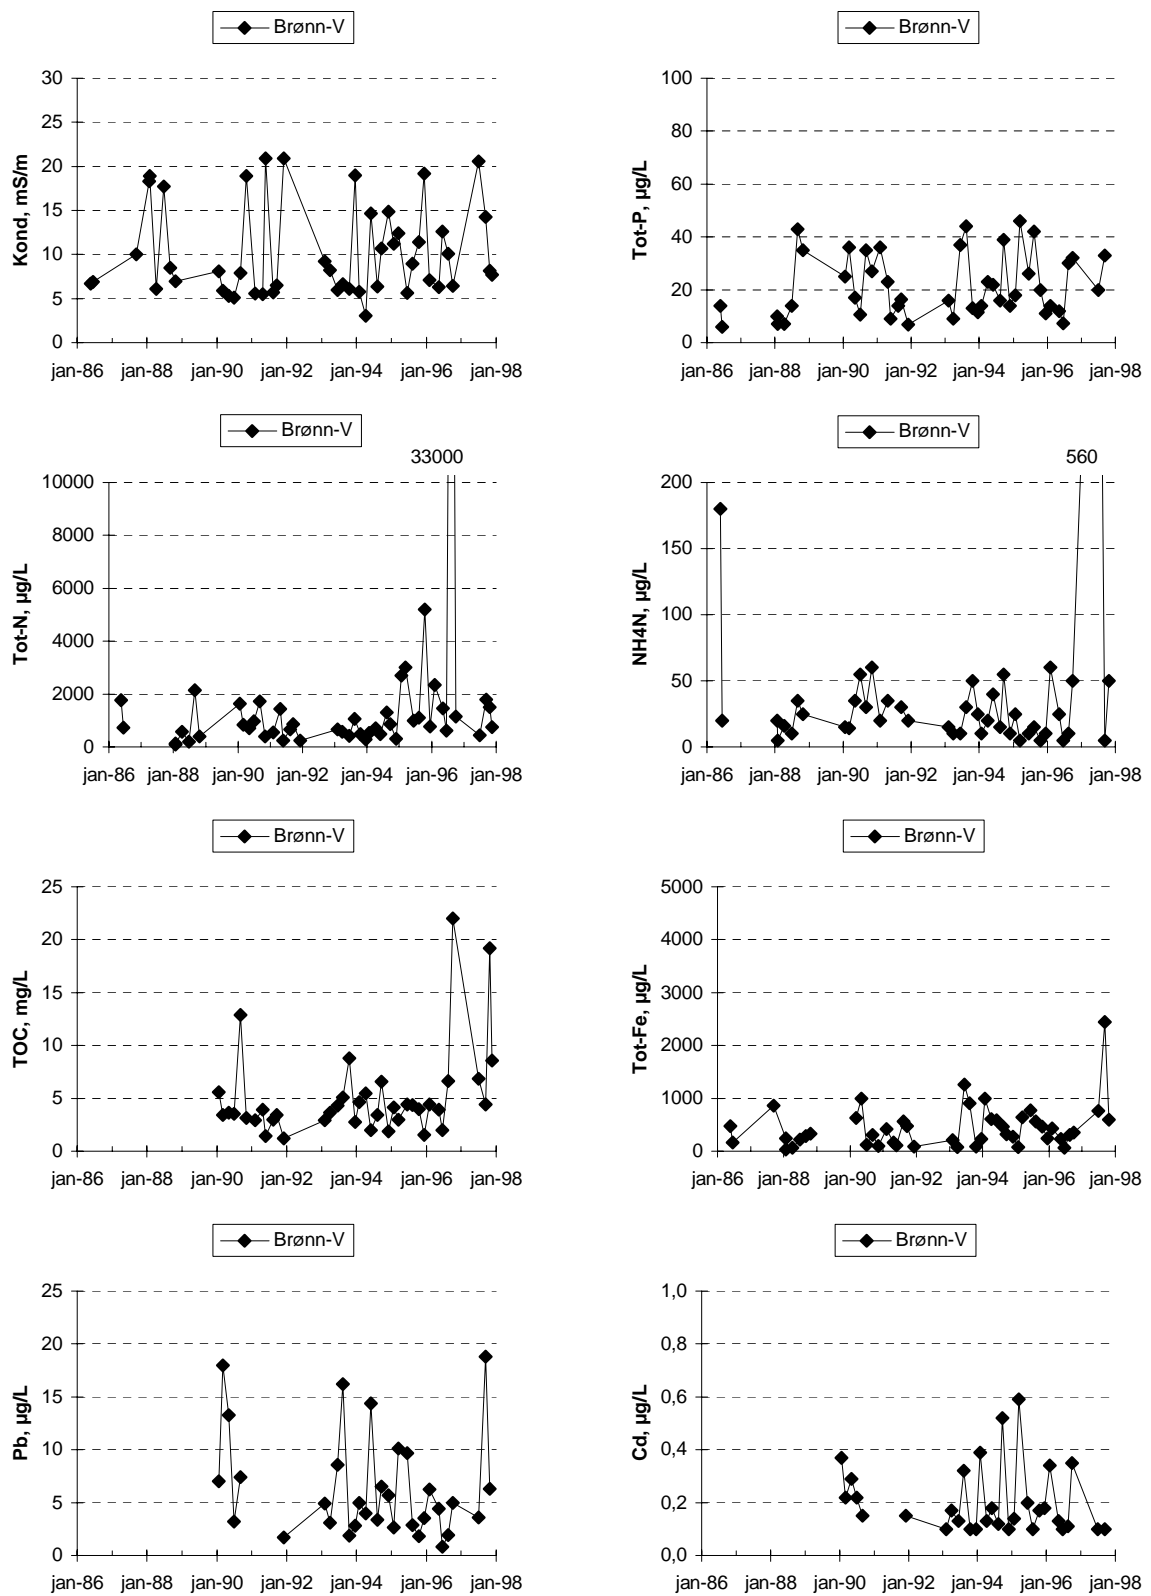 Brønn-V
Kond, mS/m
30
25
20
15
10
5
0
jan-86 jan-88 jan-90 jan-92 jan-94 jan-96 jan-98
Brønn-V
Tot-P, µg/L
100
80
60
40
20
0
jan-86 jan-88 jan-90 jan-92 jan-94 jan-96 jan-98
Brønn-V
33000
Tot-N, µg/L
10000
8000
6000
4000
2000
0
jan-86 jan-88 jan-90 jan-92 jan-94 jan-96 jan-98
Brønn-V
560
NH4N, µg/L
200
150
100
50
0
jan-86 jan-88 jan-90 jan-92 jan-94 jan-96 jan-98
Brønn-V
TOC, mg/L
25
20
15
10
5
0
jan-86 jan-88 jan-90 jan-92 jan-94 jan-96 jan-98
Brønn-V
Tot-Fe, µg/L
5000
4000
3000
2000
1000
0
jan-86 jan-88 jan-90 jan-92 jan-94 jan-96 jan-98
Brønn-V
Pb, µg/L
25
20
15
10
5
0
jan-86 jan-88 jan-90 jan-92 jan-94 jan-96 jan-98
Brønn-V
Cd, µg/L
1,0
0,8
0,6
0,4
0,2
0,0
jan-86 jan-88 jan-90 jan-92 jan-94 jan-96 jan-98